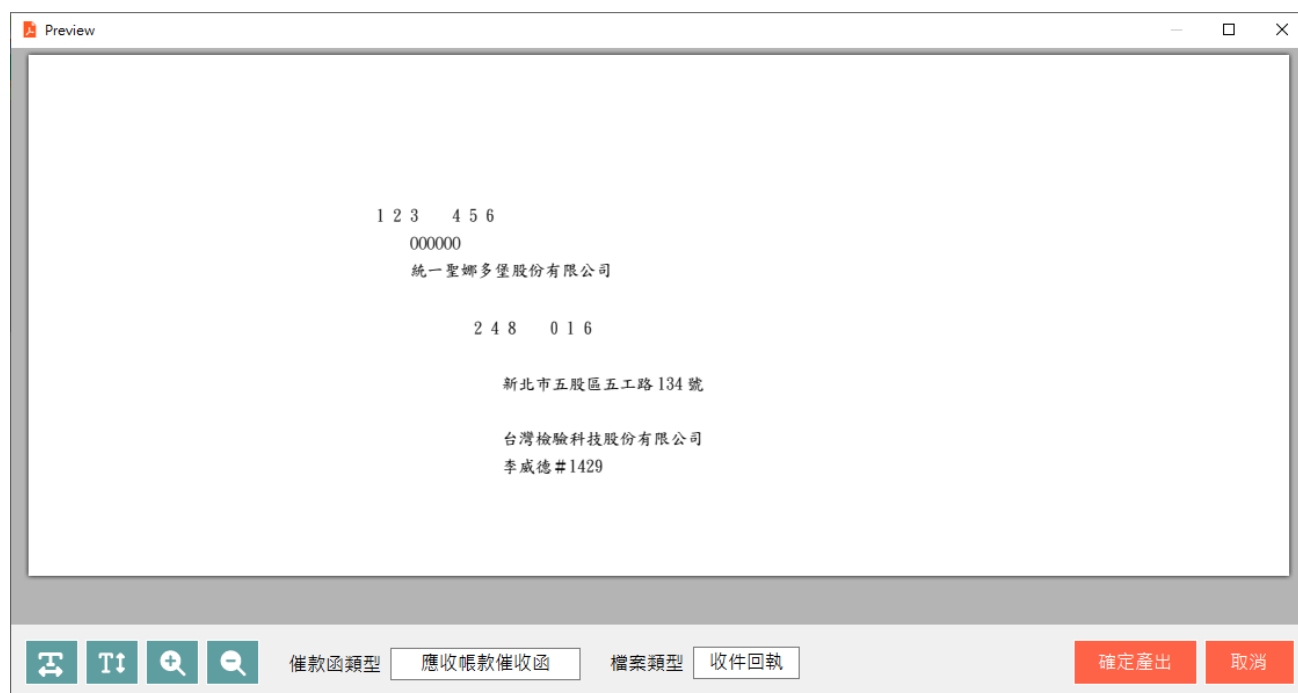 Preview
1 2 3 4 5 6
000000
統一聖娜多堡股份有限公司
2 4 8 0 1 6
新北市五股區五工路 134 號
台灣檢驗科技股份有限公司
李威德＃1429
催款函類型 應收帳款催收函 檔案類型 收件回執 確定產出 取消